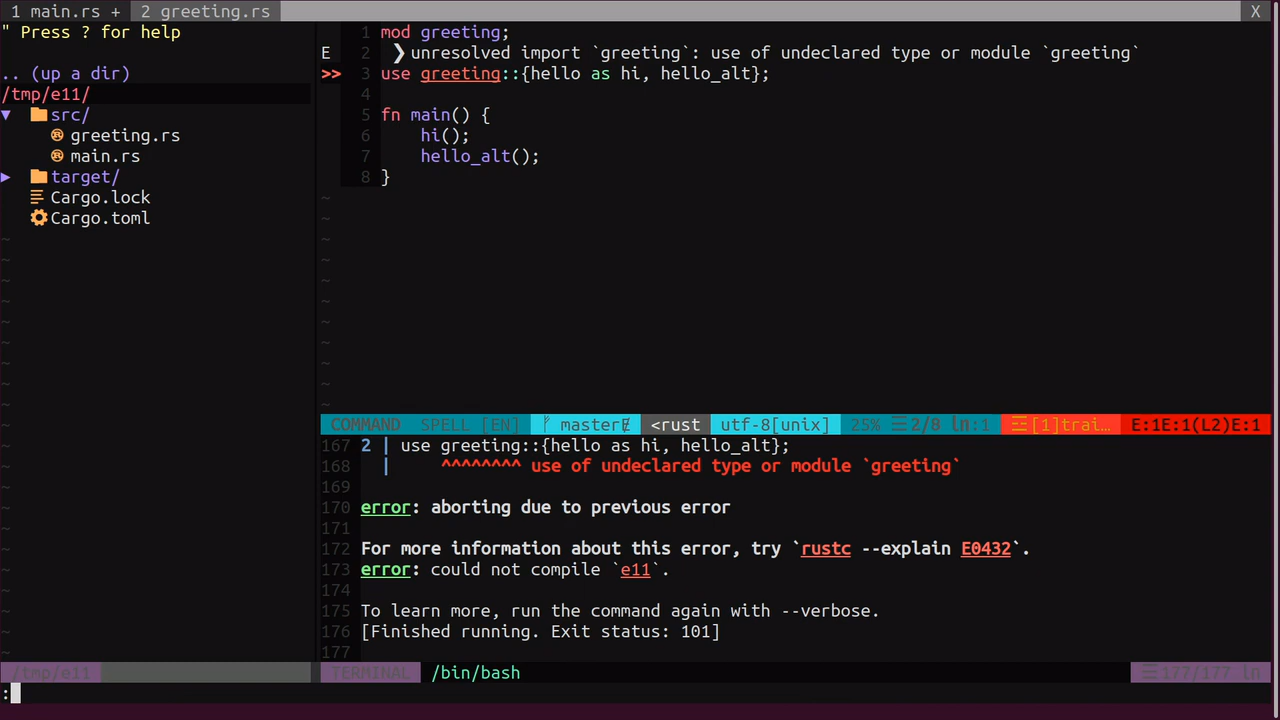 1 main.rs + 2 greeting.rs X
" Press ? for help
.. (up a dir)
/tmp/e11/
▼ src/
greeting.rs
main.rs
▶ target/
Cargo.lock
Cargo.toml
1 mod greeting;
E 2 ❯unresolved import `greeting`: use of undeclared type or module `greeting`
>> 3 use greeting::{hello as hi, hello_alt};
4
5 fn main() {
6 hi();
7 hello_alt();
8 }
COMMAND SPELL [EN] master <rust utf-8[unix] 25% ☰2/8 ln:1 ☲[1]trai… E:1E:1(L2)E:1
167 2 | use greeting::{hello as hi, hello_alt};
168 | ^^^^^^^^ use of undeclared type or module `greeting`
169
170 error: aborting due to previous error
171
172 For more information about this error, try `rustc --explain E0432`.
173 error: could not compile `e11`.
174
175 To learn more, run the command again with --verbose.
176 [Finished running. Exit status: 101]
177
/tmp/e11 TERMINAL /bin/bash ☰177/177 ln
: